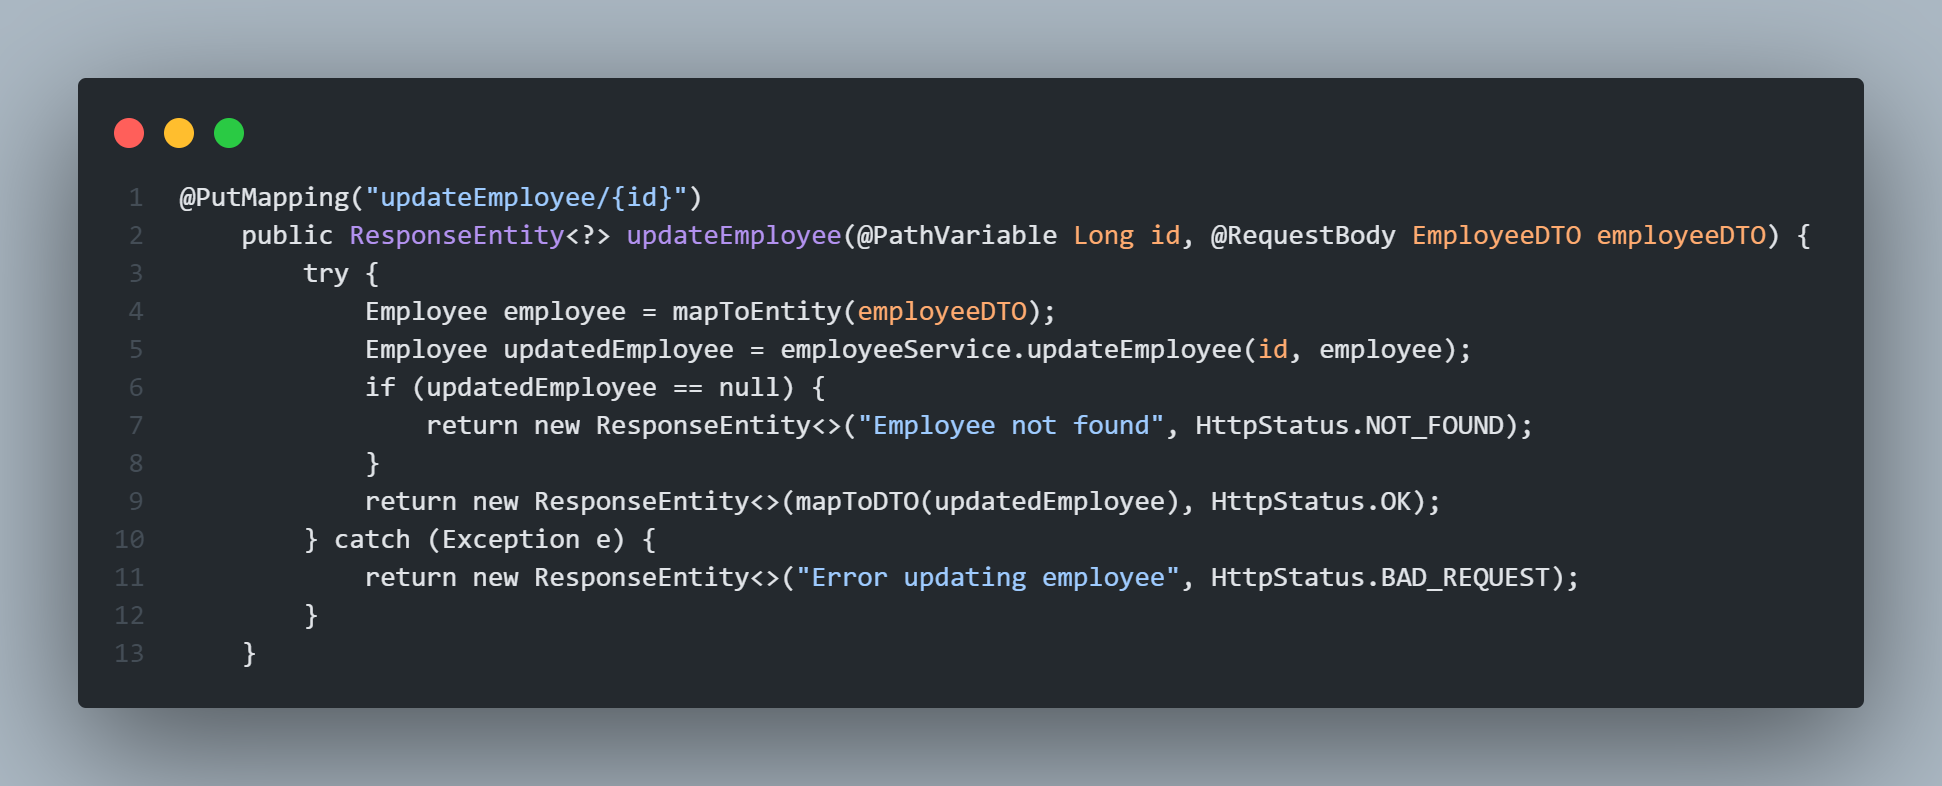 1 @PutMapping("updateEmployee/{id}")
2     public ResponseEntity<?> updateEmployee(@PathVariable Long id, @RequestBody EmployeeDTO employeeDTO) {
3         try {
4             Employee employee = mapToEntity(employeeDTO);
5             Employee updatedEmployee = employeeService.updateEmployee(id, employee);
6             if (updatedEmployee == null) {
7                 return new ResponseEntity<>("Employee not found", HttpStatus.NOT_FOUND);
8             }
9             return new ResponseEntity<>(mapToDTO(updatedEmployee), HttpStatus.OK);
10         } catch (Exception e) {
11             return new ResponseEntity<>("Error updating employee", HttpStatus.BAD_REQUEST);
12         }
13     }